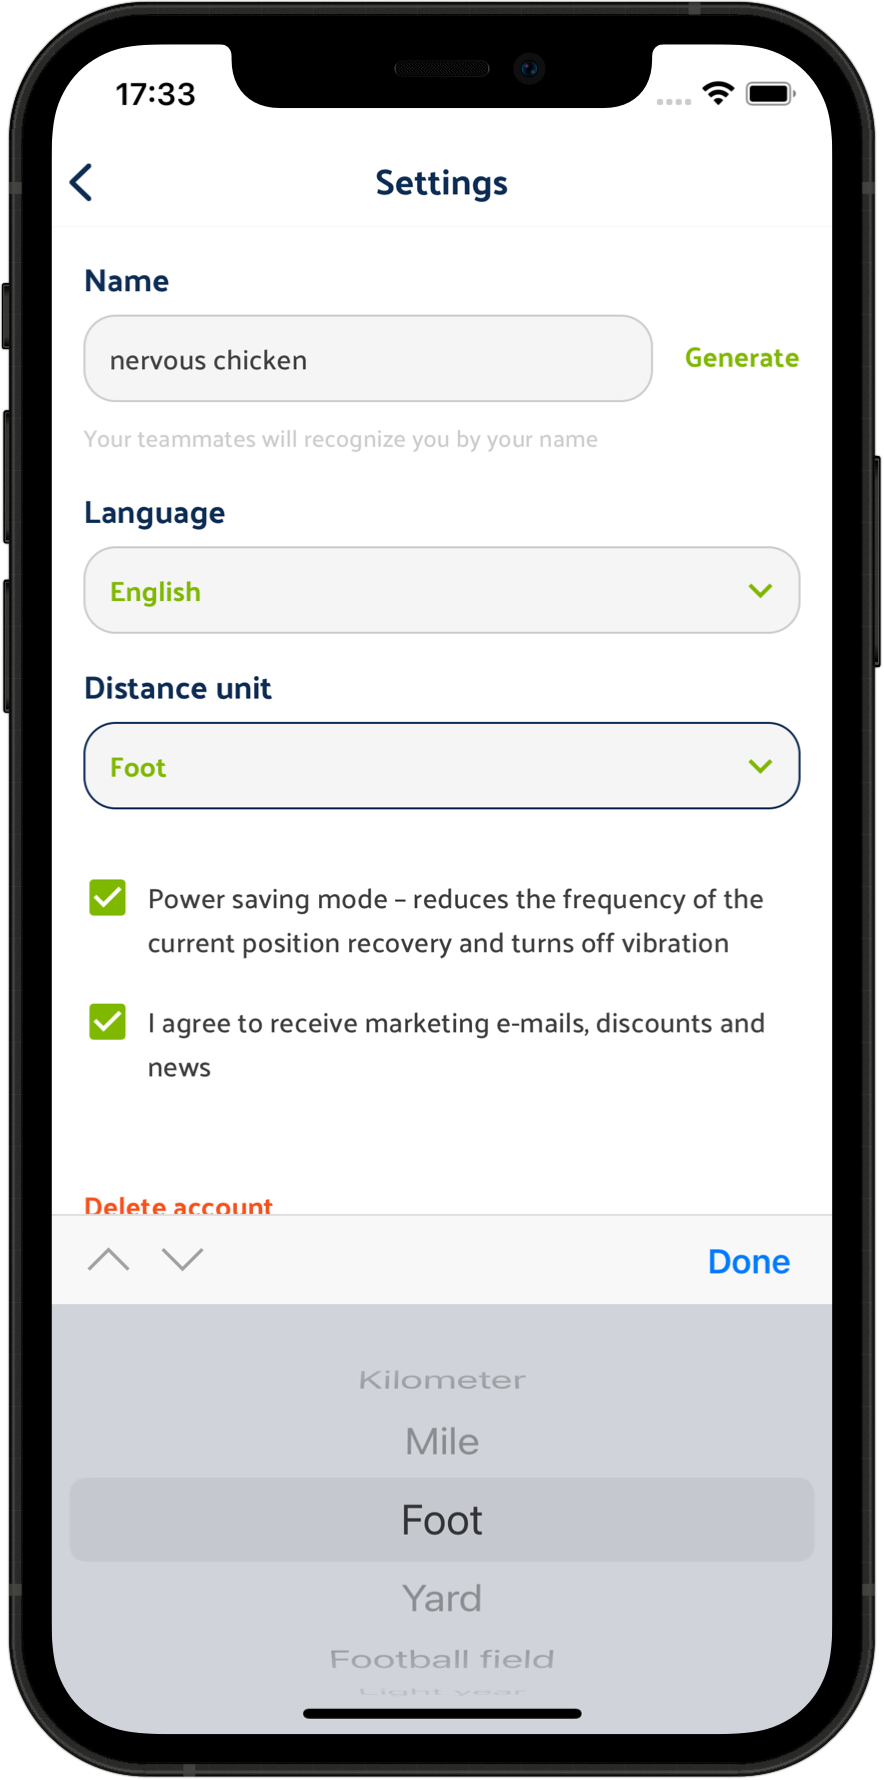 17:33
Settings
Name
nervous chicken
Generate
Your teammates will recognize you by your name
Language
English
Distance unit
Foot
Power saving mode – reduces the frequency of the
current position recovery and turns off vibration
I agree to receive marketing e-mails, discounts and
news
Delete account
Done
Kilometer
Mile
Foot
Yard
Football field
Light year